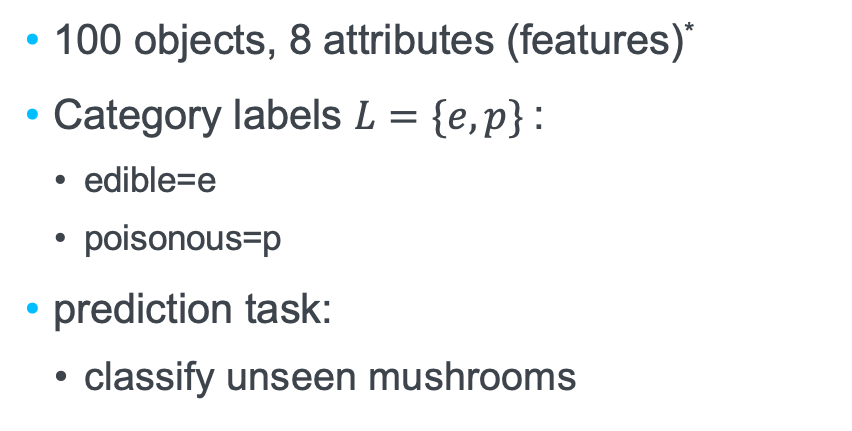 • 100 objects, 8 attributes (features)*
• Category labels L = {e,p} :
• edible=e
• poisonous=p
• prediction task:
• classify unseen mushrooms